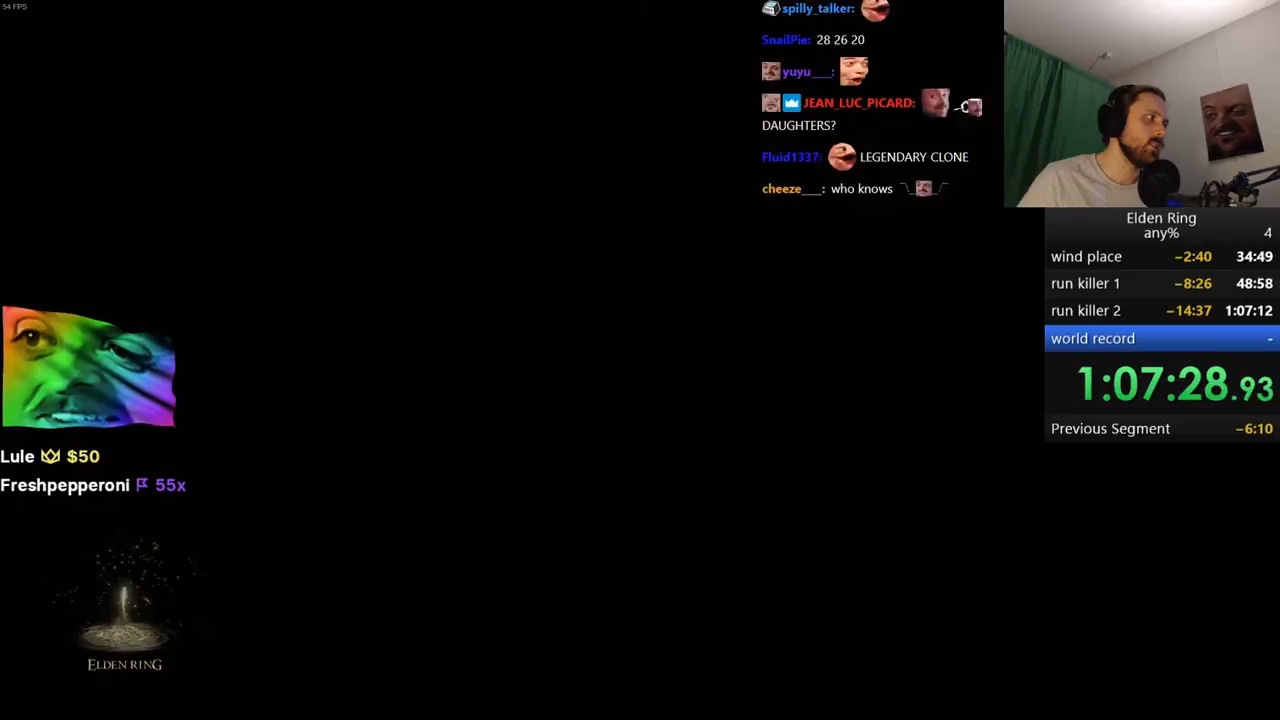 54 FPS
spilly_talker:
SnailPie: 28 26 20
yuyu___:
JEAN_LUC_PICARD:
DAUGHTERS?
Fluid1337: LEGENDARY CLONE
cheeze___: who knows ¯\_ _/¯
Elden Ring
any% 4
wind place −2:40 34:49
run killer 1 −8:26 48:58
run killer 2 −14:37 1:07:12
world record -
1:07:28.93
Previous Segment −6:10
Lule $50
Freshpepperoni 55x
ELDEN RING